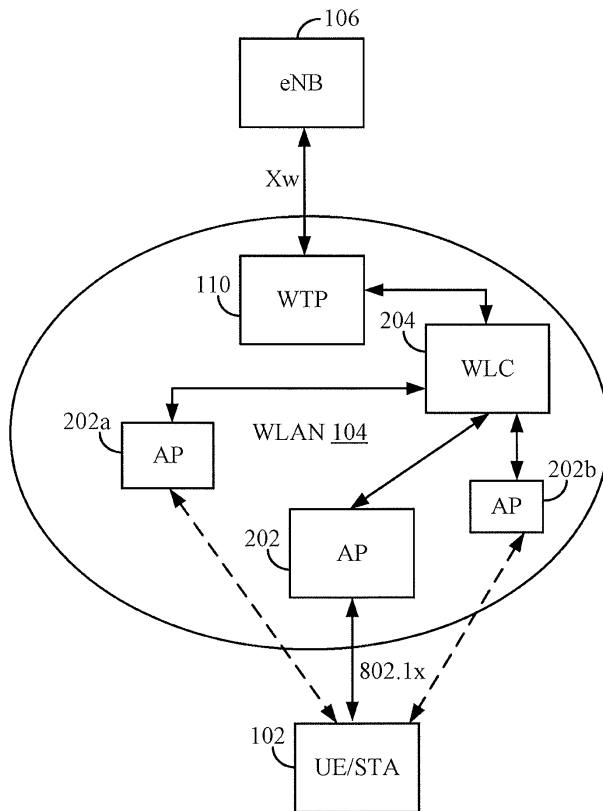 106
eNB
Xw
110
WTP
204
WLC
202a
AP
WLAN 104
202b
AP
202
AP
802.1x
102
UE/STA